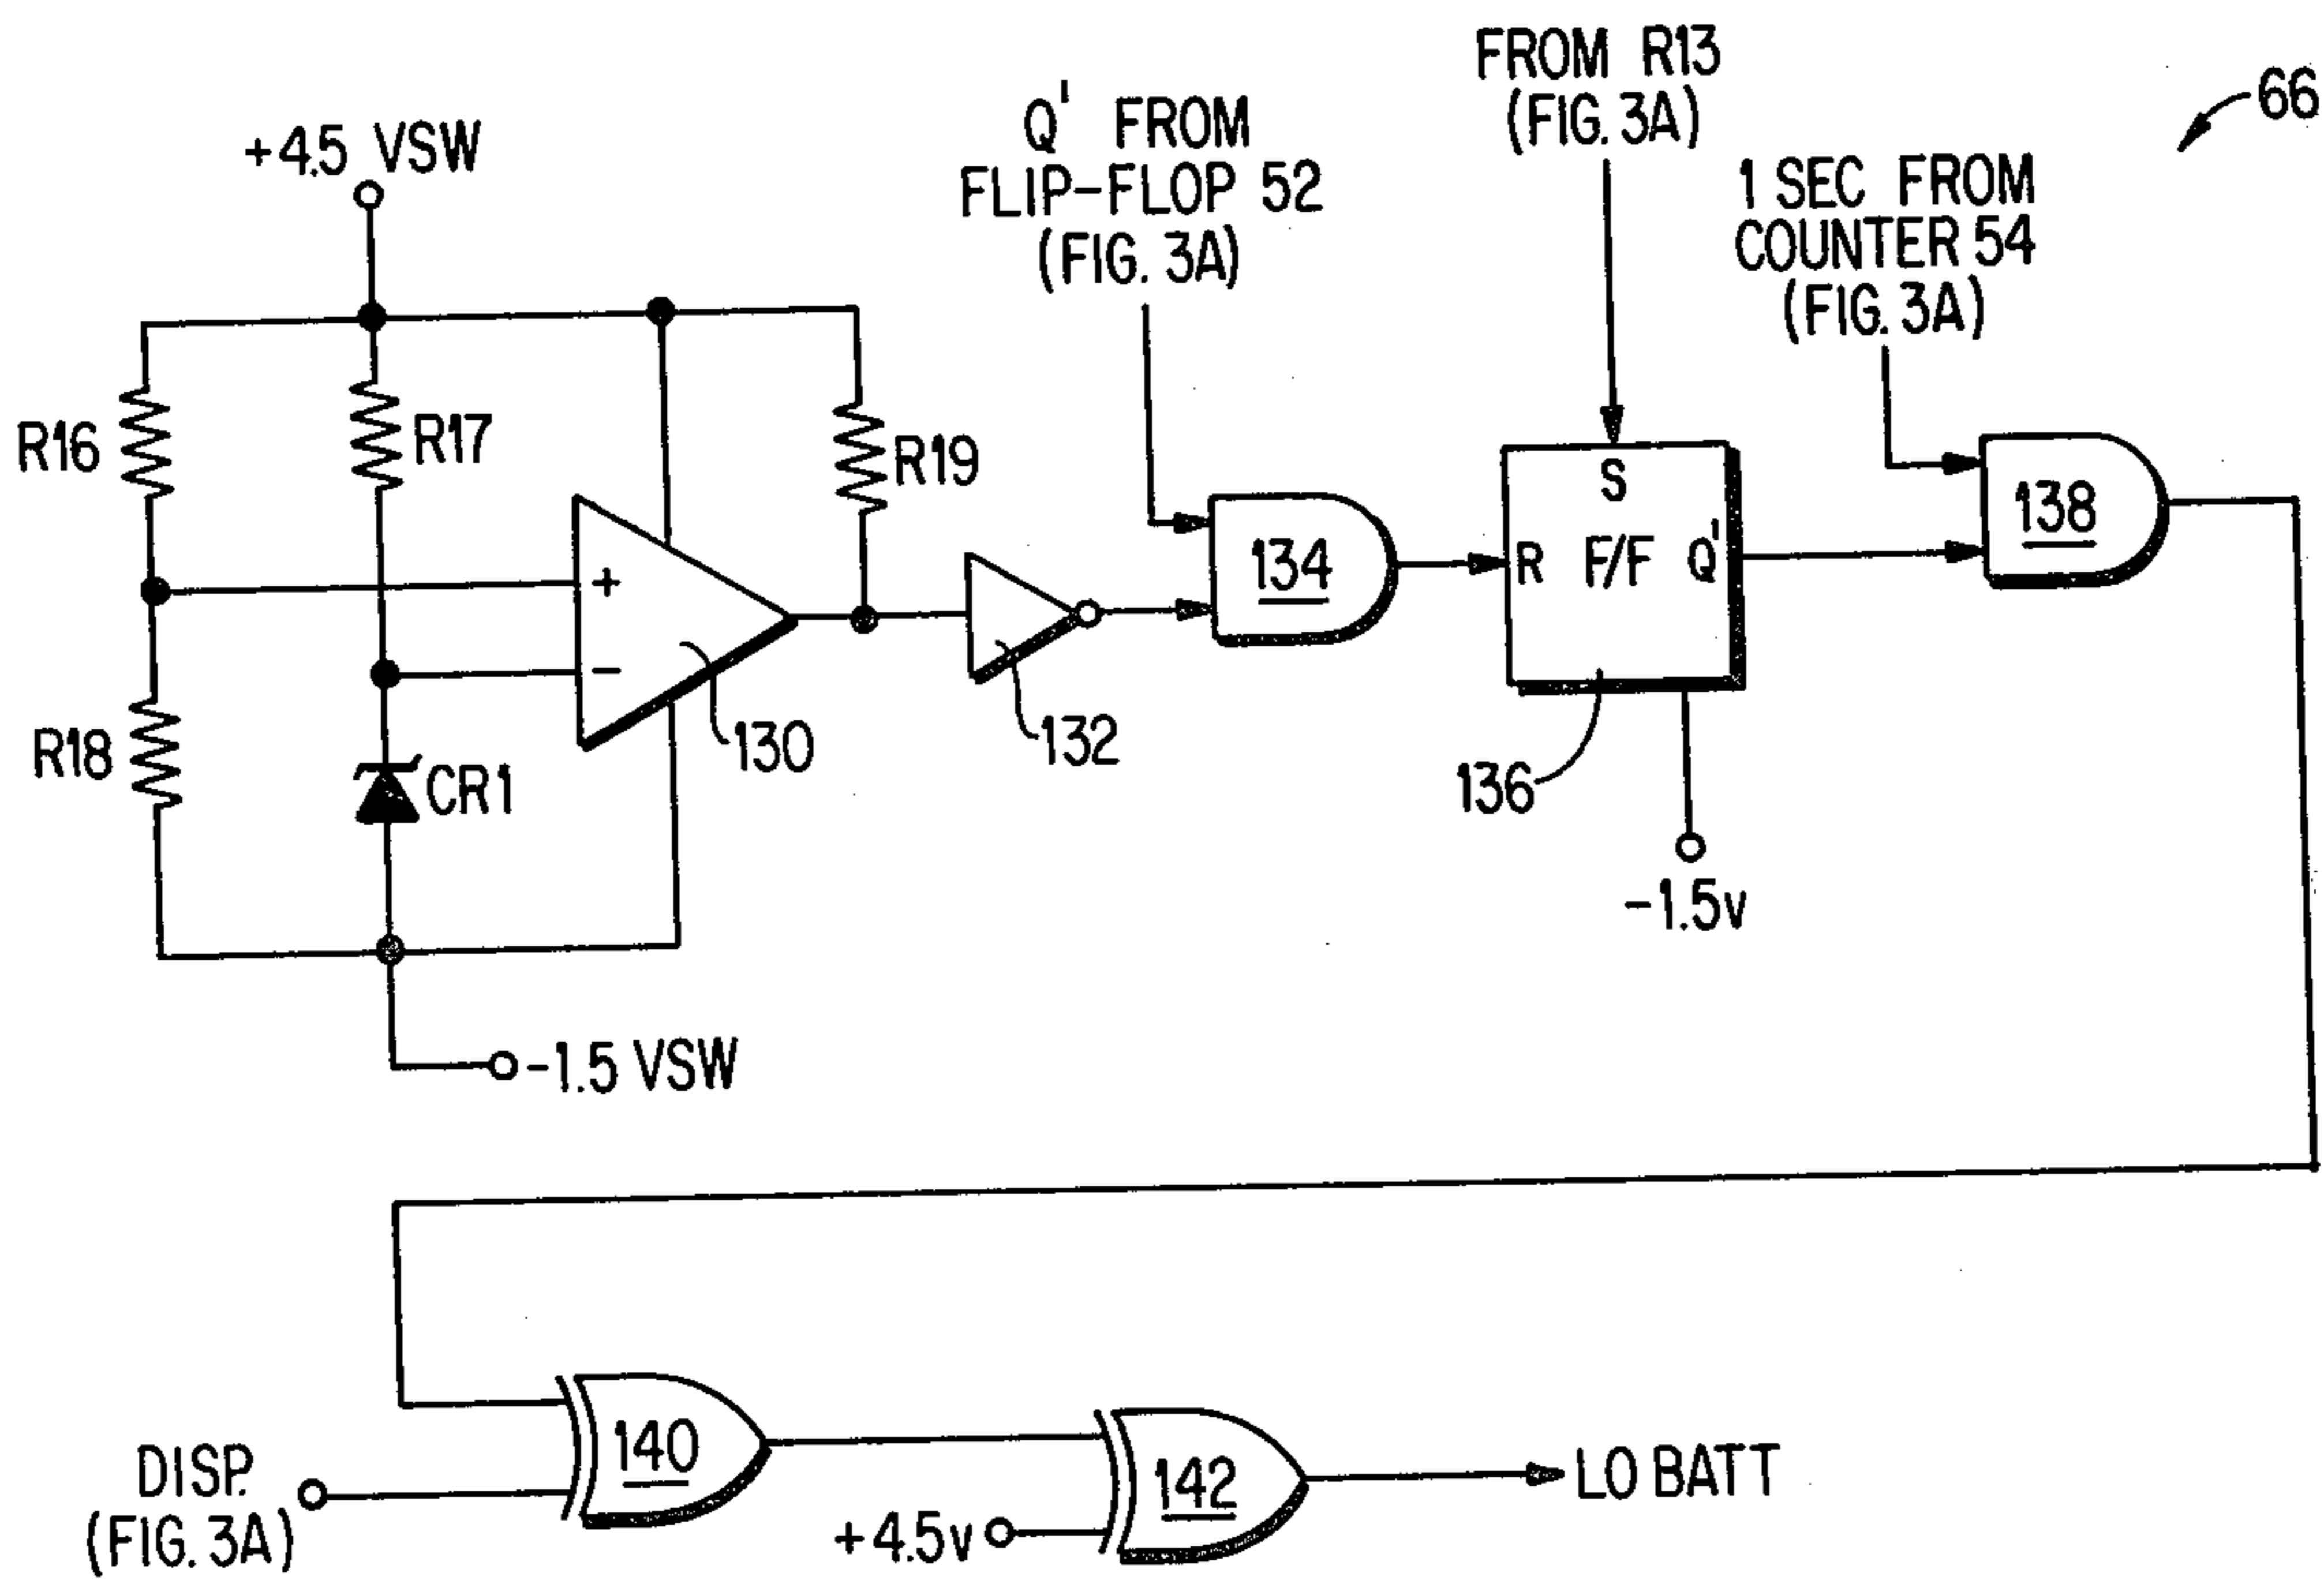 FROM R13
(FIG. 3A)
66
Q' FROM
FLIP-FLOP 52
(FIG. 3A)
+4.5 VSW
1 SEC FROM
COUNTER 54
(FIG. 3A)
R16
R17
R19
S
R F/F Q'
134
138
+
-
R18
CR1
130
132
136
-1.5v
-1.5 VSW
140
DISP.
(FIG. 3A)
142
+4.5v
LO BATT